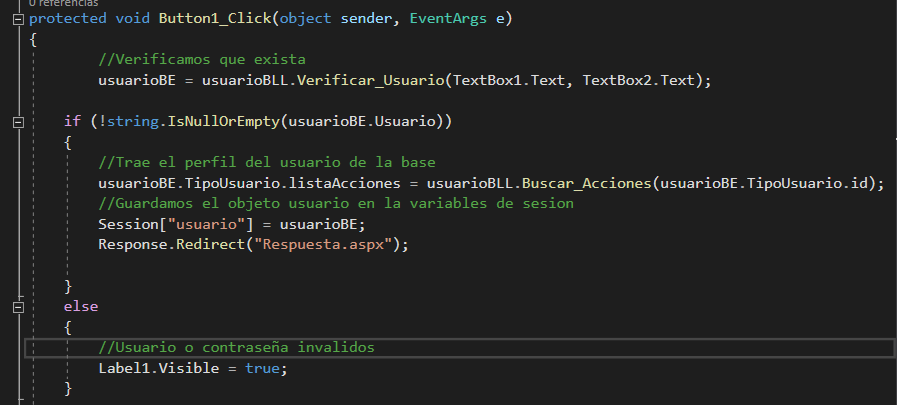 0 referencias
protected void Button1_Click(object sender, EventArgs e)
{
//Verificamos que exista
usuarioBE = usuarioBLL.Verificar_Usuario(TextBox1.Text, TextBox2.Text);
if (!string.IsNullOrEmpty(usuarioBE.Usuario))
{
//Trae el perfil del usuario de la base
usuarioBE.TipoUsuario.listaAcciones = usuarioBLL.Buscar_Acciones(usuarioBE.TipoUsuario.id);
//Guardamos el objeto usuario en la variables de sesion
Session["usuario"] = usuarioBE;
Response.Redirect("Respuesta.aspx");
}
else
{
//Usuario o contraseña invalidos
Label1.Visible = true;
}